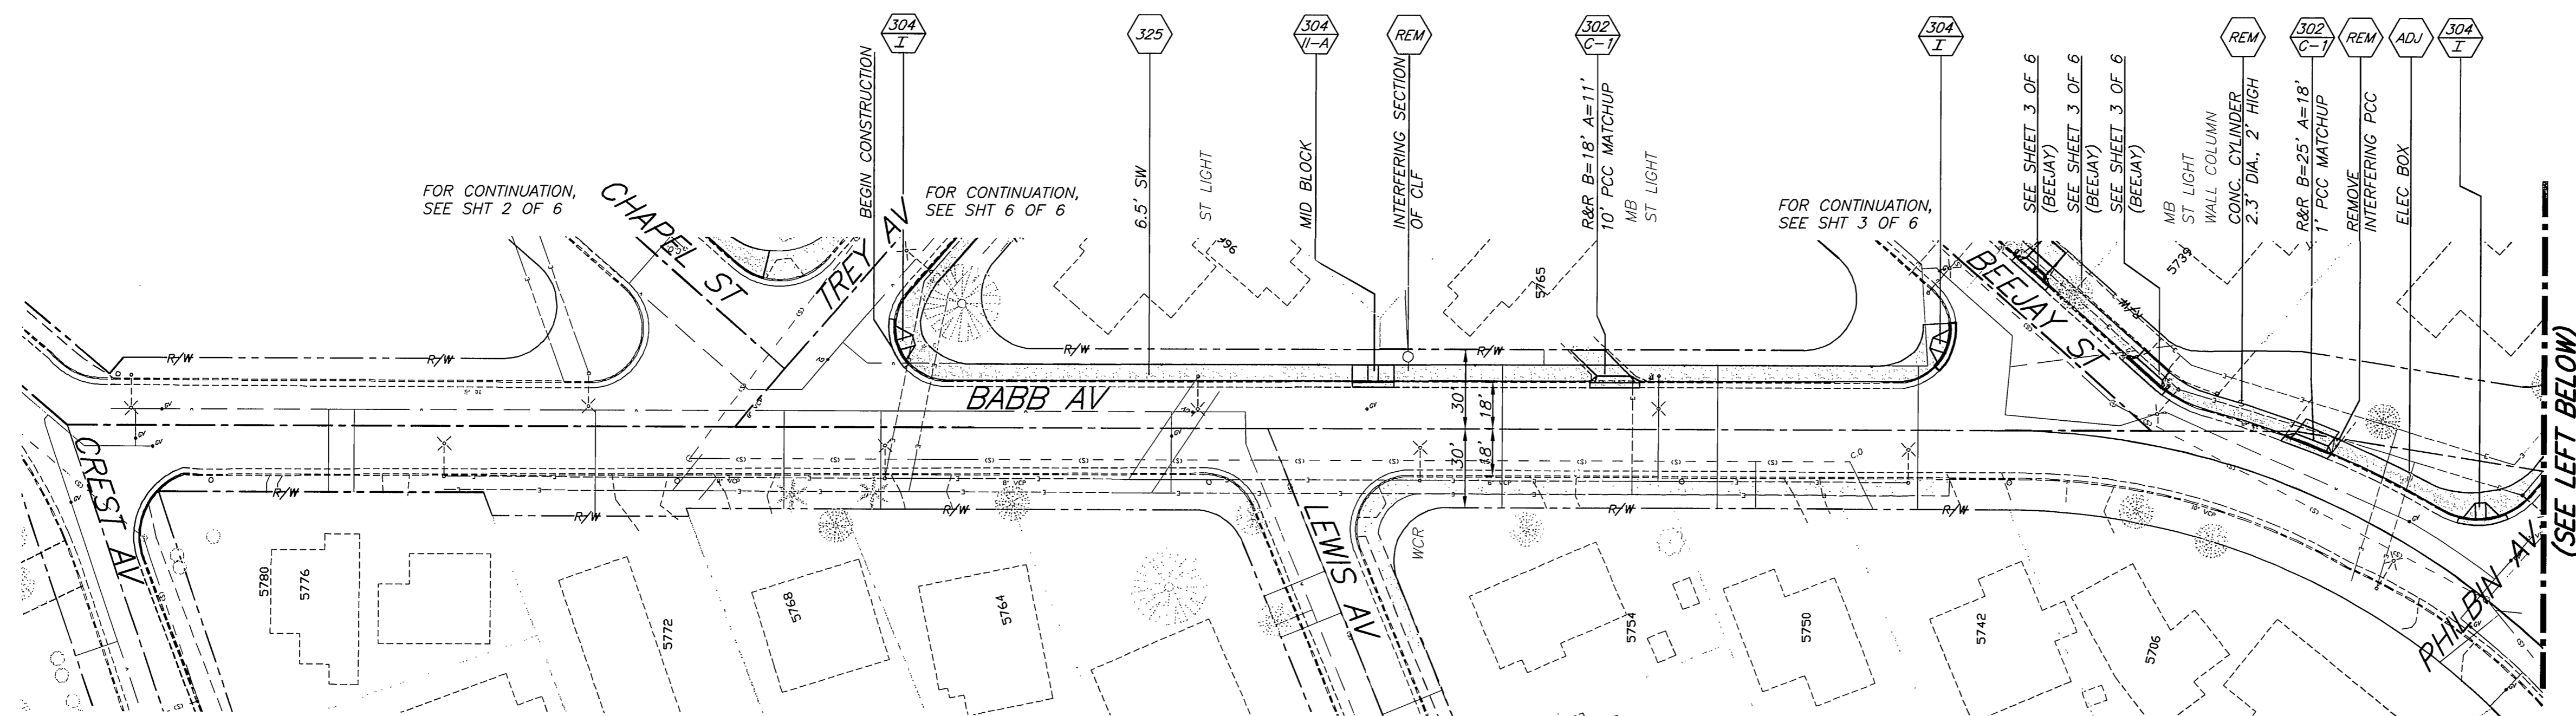 304
I
325
304
II-A
REM
302
C-1
304
I
REM
302
C-1
REM
ADJ
304
I
BEGIN CONSTRUCTION
6.5' SW
ST LIGHT
MID BLOCK
INTERFERING SECTION
OF CLF
R&R B=18' A=11'
10' PCC MATCHUP
MB
ST LIGHT
SEE SHEET 3 OF 6
(BEEJAY)
SEE SHEET 3 OF 6
(BEEJAY)
SEE SHEET 3 OF 6
(BEEJAY)
MB
ST LIGHT
WALL COLUMN
CONC. CYLINDER
2.3' DIA., 2' HIGH
R&R B=25' A=18'
1' PCC MATCHUP
REMOVE
INTERFERING PCC
ELEC BOX
FOR CONTINUATION,
SEE SHT 2 OF 6
FOR CONTINUATION,
SEE SHT 6 OF 6
FOR CONTINUATION,
SEE SHT 3 OF 6
CHAPEL ST
TREY AV
BEEJAY ST
5765
5739
R/W
R/W
R/W
R/W
R/W
BABB AV
30'
18'
30'
18'
C.O
CREST AV
R/W
R/W
R/W
R/W
R/W
8" VCP
LEWIS AV
WCR
PHILBIN AV
(SEE LEFT BELOW)
5780
5776
5772
5768
5764
5754
5750
5742
5706